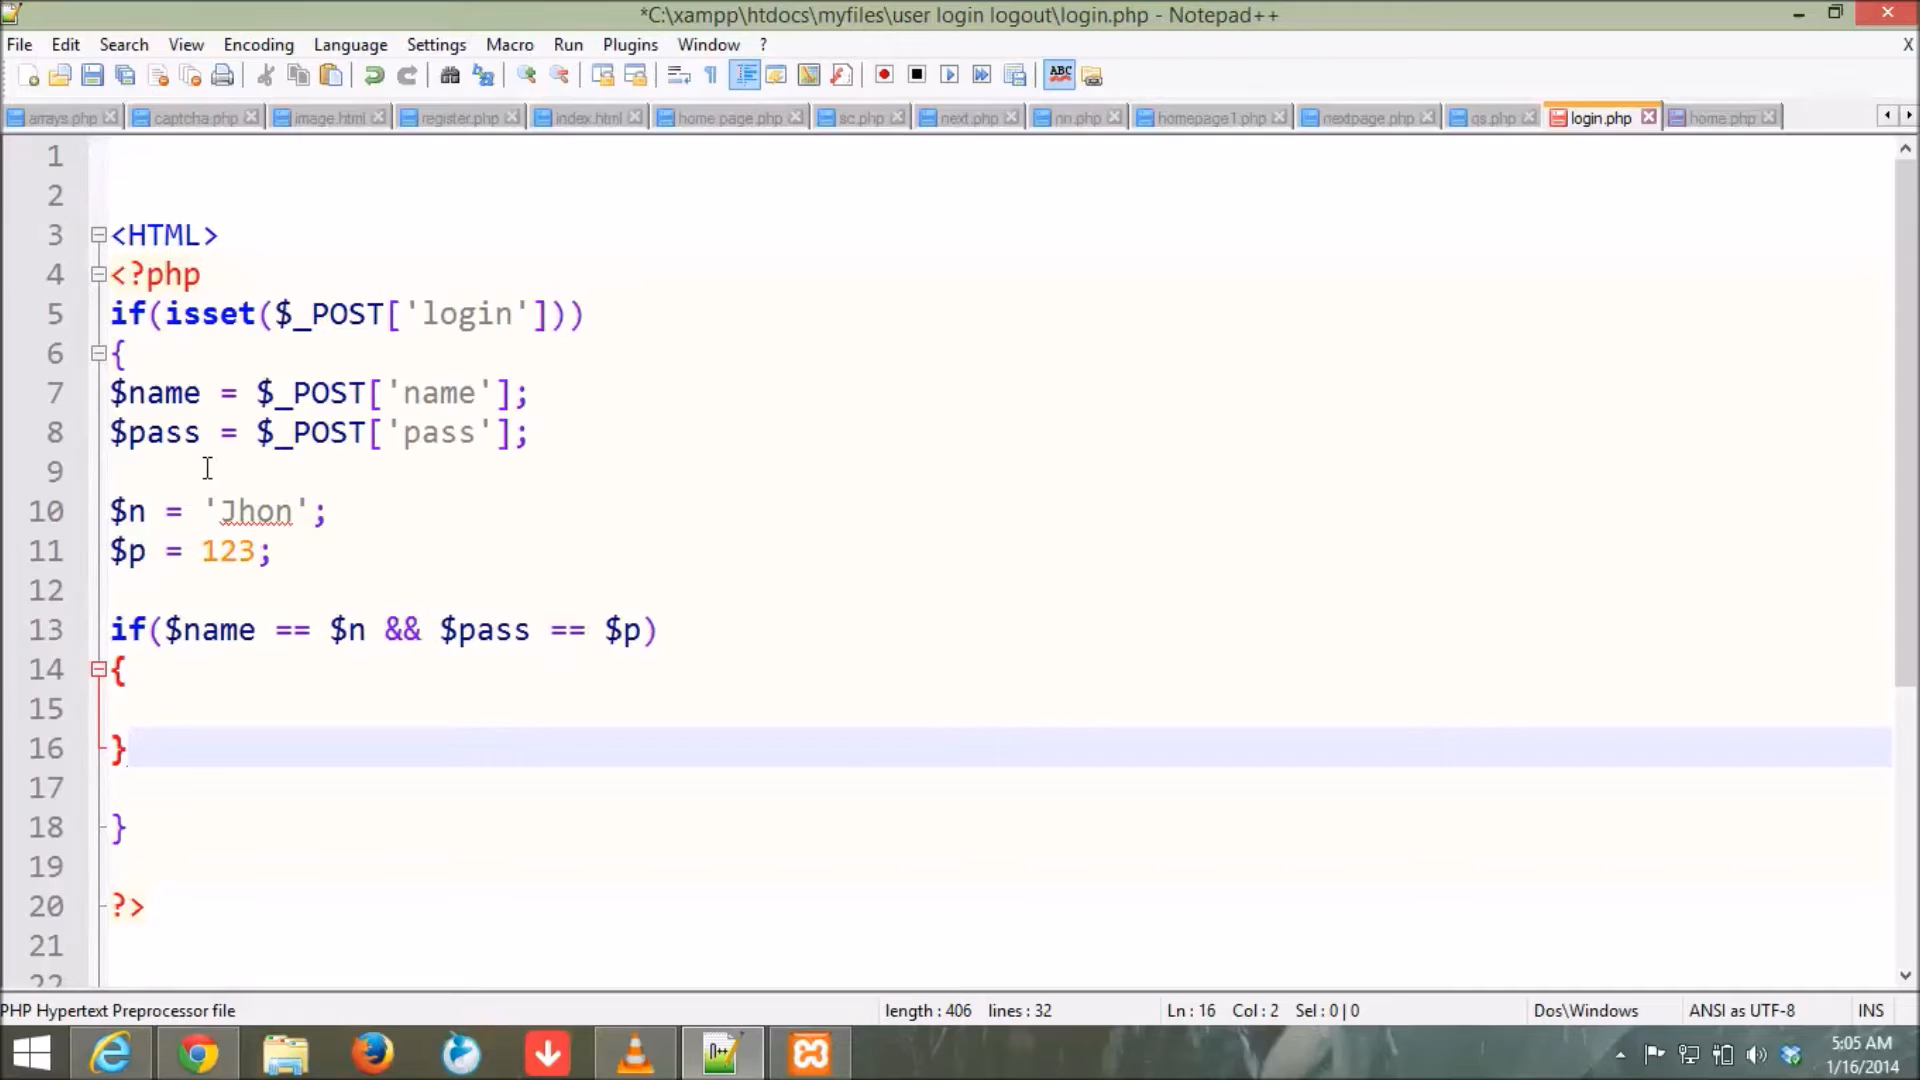 *C:\xampp\htdocs\myfiles\user login logout\login.php - Notepad++
File Edit Search View Encoding Language Settings Macro Run Plugins Window ? X
ABC
arrays.php captcha.php image.html register.php index.html home page.php sc.php next.php nn.php homepage1.php nextpage.php qs.php login.php home.php
1
2
3 <HTML>
4 <?php
5 if(isset($_POST['login']))
6 {
7 $name = $_POST['name'];
8 $pass = $_POST['pass'];
9
10 $n = 'Jhon';
11 $p = 123;
12
13 if($name == $n && $pass == $p)
14 {
15
16 }
17
18 }
19
20 ?>
21
22
PHP Hypertext Preprocessor file length : 406 lines : 32 Ln : 16 Col : 2 Sel : 0 | 0 Dos\Windows ANSI as UTF-8 INS
5:05 AM
1/16/2014